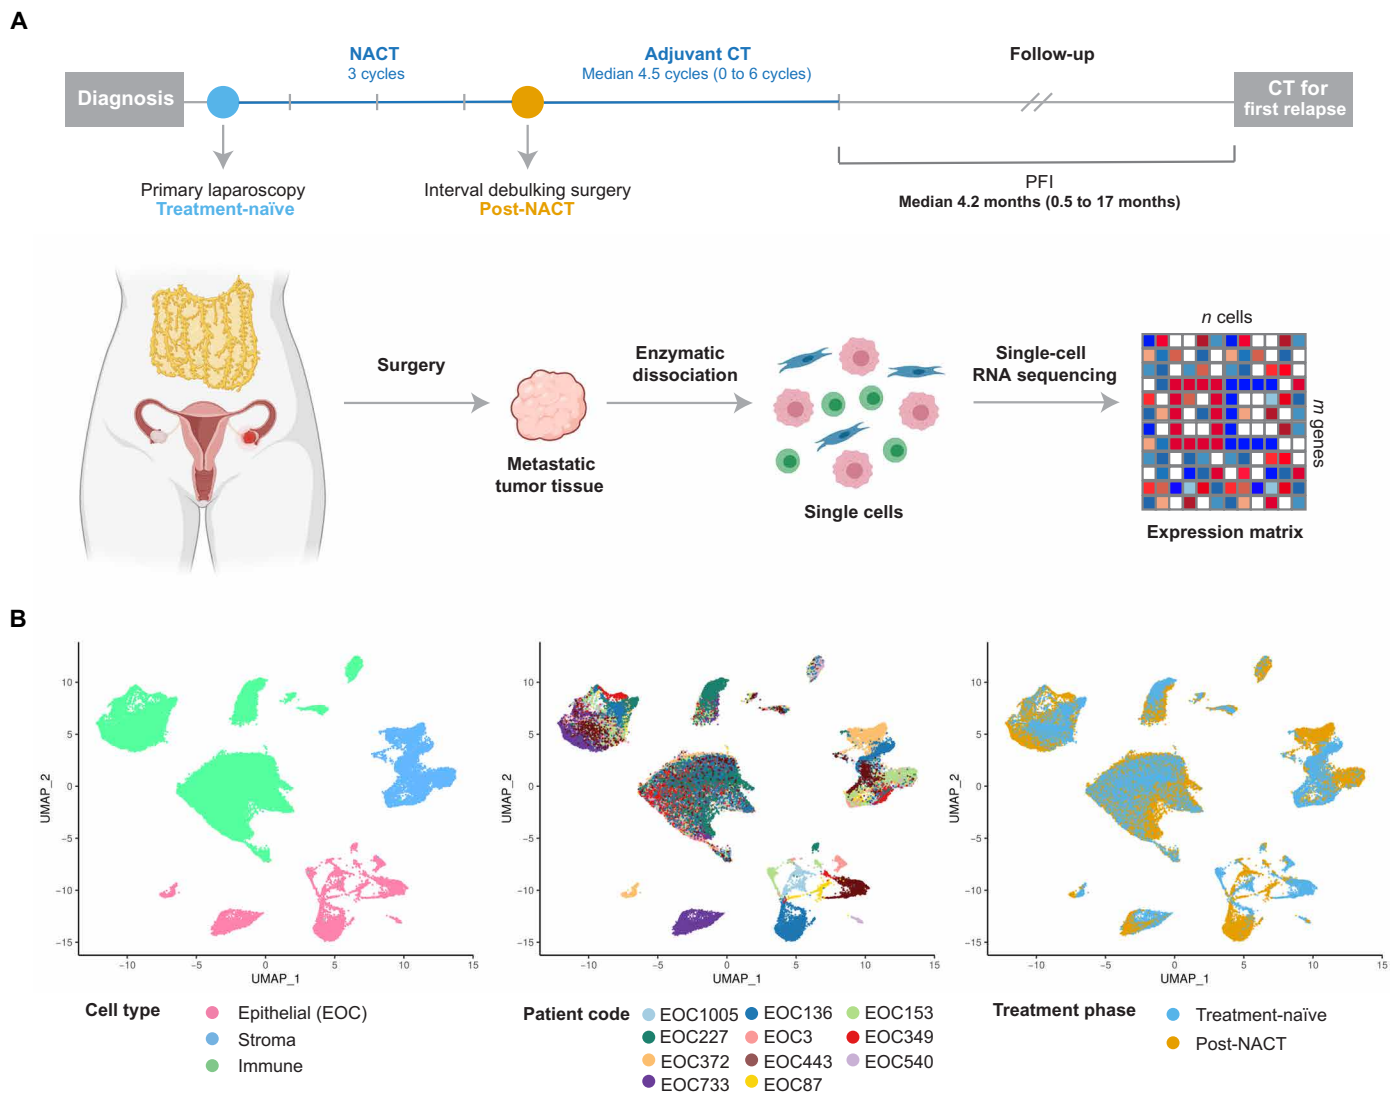 A
NACT
3 cycles
Adjuvant CT
Median 4.5 cycles (0 to 6 cycles)
Follow-up
Diagnosis
CT for
first relapse
Primary laparoscopy
Treatment-naïve
Interval debulking surgery
Post-NACT
PFI
Median 4.2 months (0.5 to 17 months)
Surgery
Metastatic
tumor tissue
Enzymatic
dissociation
Single cells
Single-cell
RNA sequencing
n cells
m genes
Expression matrix
B
10
5
0
−5
−10
−15
UMAP_2
−10
−5
0
5
10
15
UMAP_1
10
5
0
−5
−10
−15
UMAP_2
−10
−5
0
5
10
15
UMAP_1
10
5
0
−5
−10
−15
UMAP_2
−10
−5
0
5
10
15
UMAP_1
Cell type
Epithelial (EOC)
Stroma
Immune
Patient code
EOC1005
EOC136
EOC153
EOC227
EOC3
EOC349
EOC372
EOC443
EOC540
EOC733
EOC87
Treatment phase
Treatment-naïve
Post-NACT